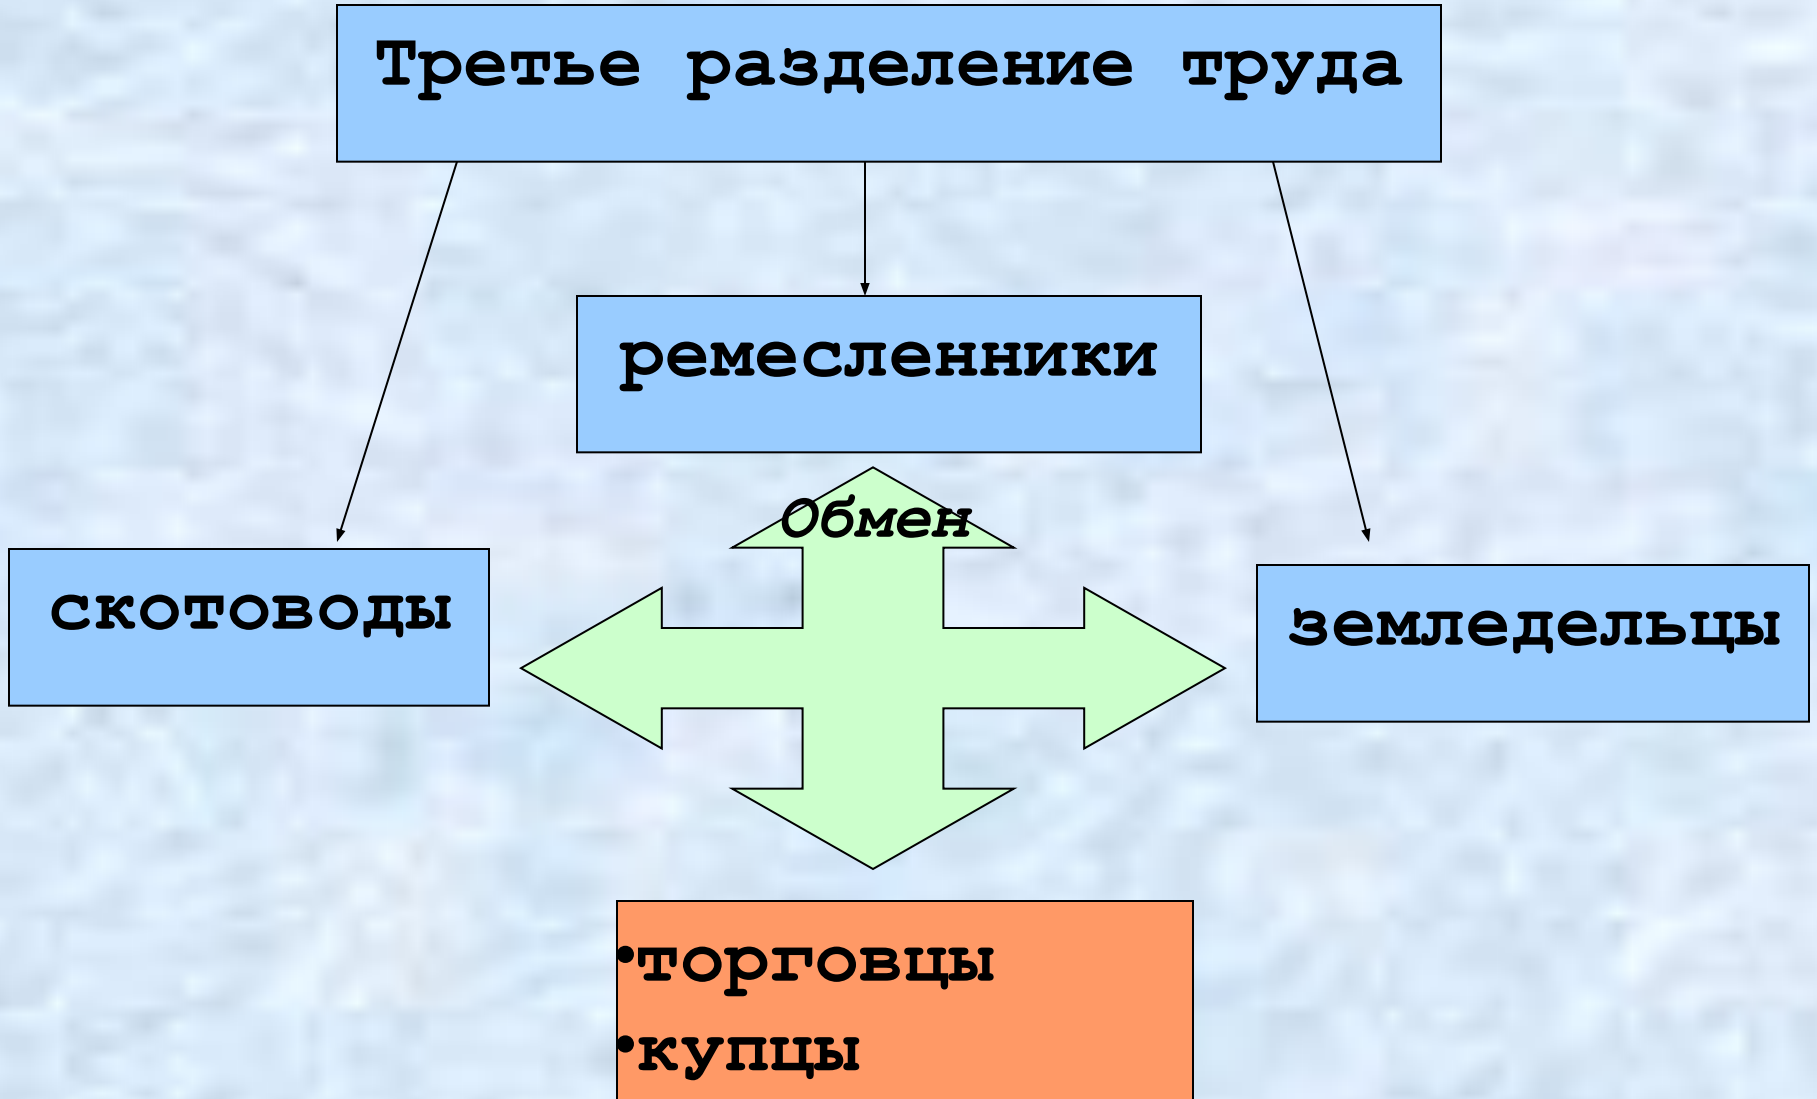 Третье разделение труда
ремесленники
Обмен
скотоводы
земледельцы
•торговцы
•купцы